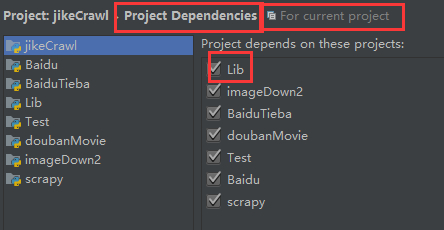 Project: jikeCrawl › Project Dependencies For current project
jikeCrawl
Baidu
BaiduTieba
Lib
Test
doubanMovie
imageDown2
scrapy
Project depends on these projects:
Lib
imageDown2
BaiduTieba
doubanMovie
Test
Baidu
scrapy